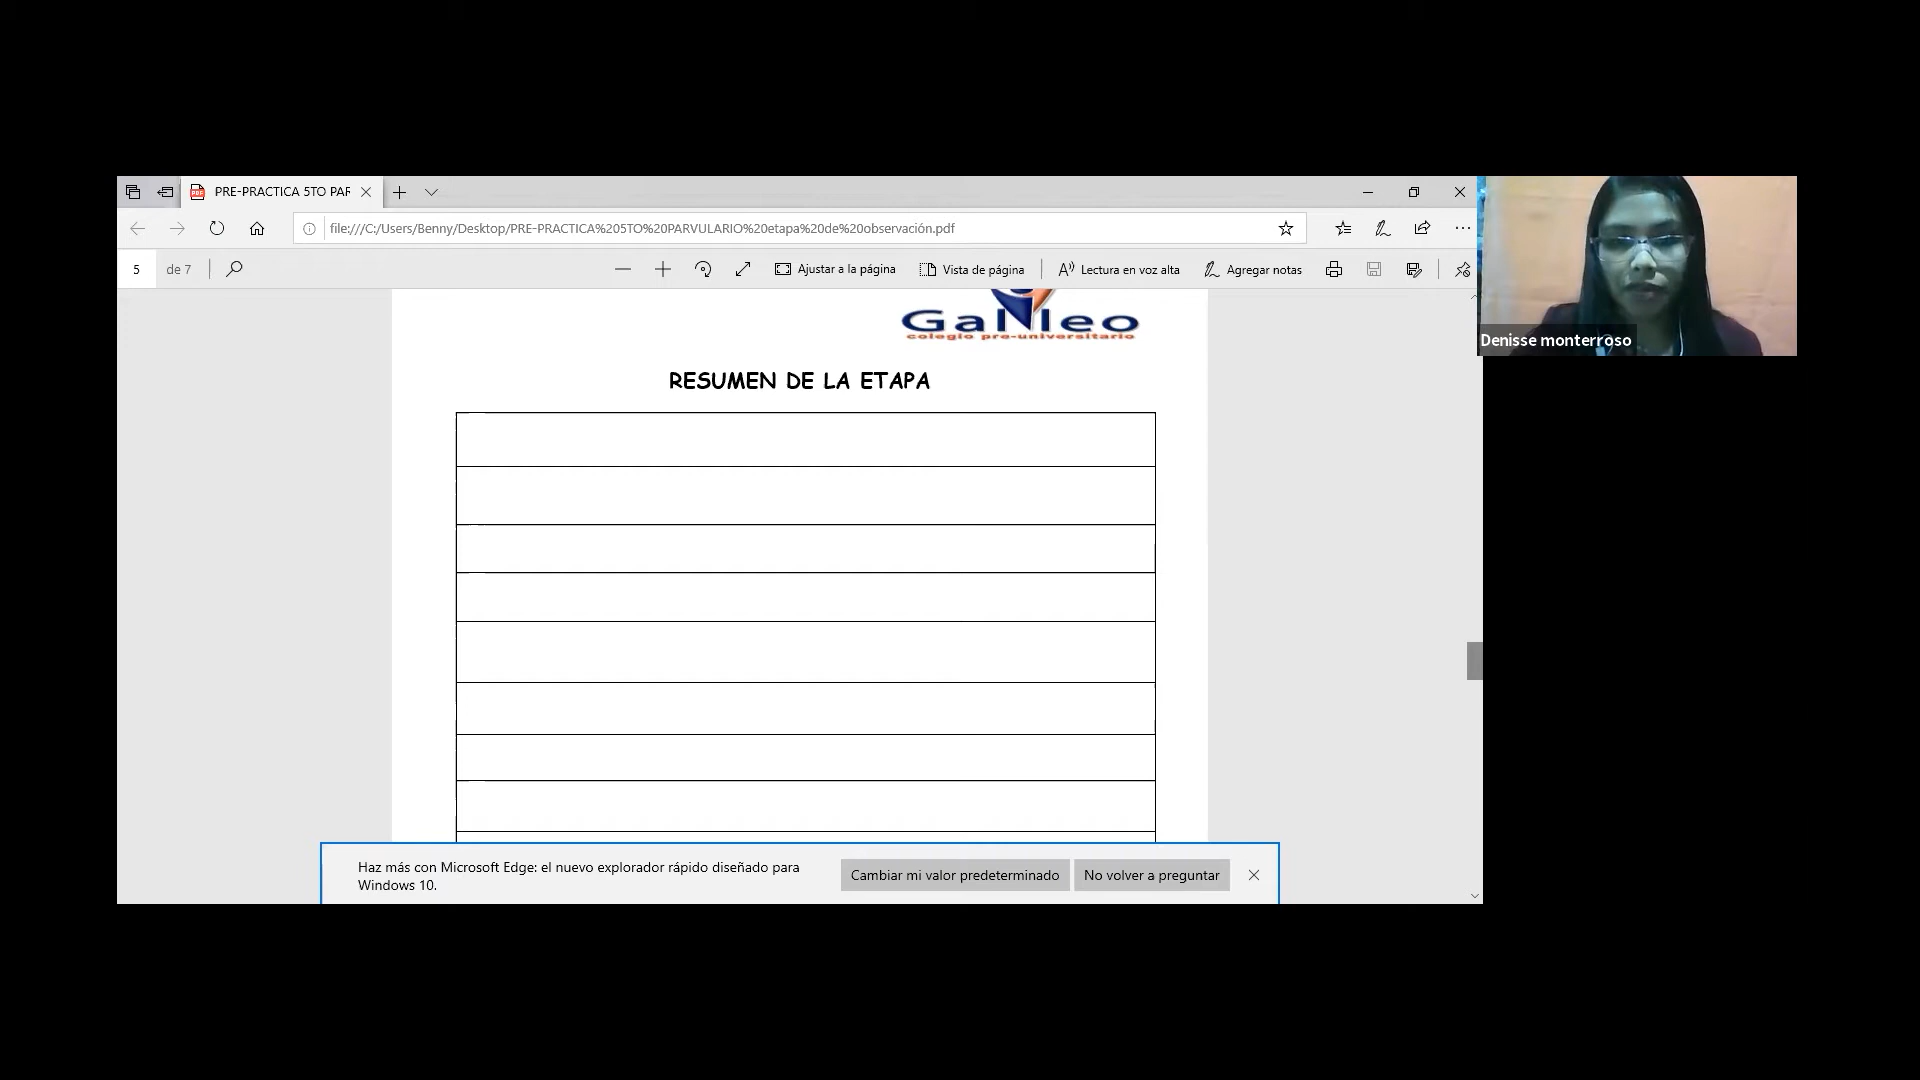 PRE-PRACTICA 5TO PAR
file:///C:/Users/Benny/Desktop/PRE-PRACTICA%205TO%20PARVULARIO%20etapa%20de%20observación.pdf
5 de 7
Ajustar a la página
Vista de página
Lectura en voz alta
Agregar notas
Galileo
colegio pre-universitario
Denisse monterroso
RESUMEN DE LA ETAPA
Haz más con Microsoft Edge: el nuevo explorador rápido diseñado para
Windows 10.
Cambiar mi valor predeterminado
No volver a preguntar